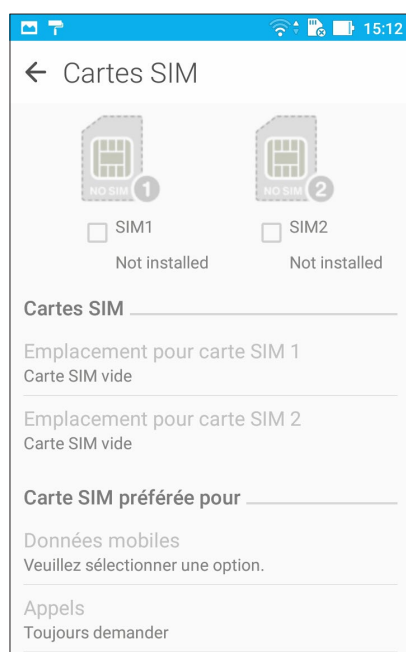 15:12
Cartes SIM
NO SIM 1 NO SIM 2
SIM1 SIM2
Not installed Not installed
Cartes SIM
Emplacement pour carte SIM 1
Carte SIM vide
Emplacement pour carte SIM 2
Carte SIM vide
Carte SIM préférée pour
Données mobiles
Veuillez sélectionner une option.
Appels
Toujours demander